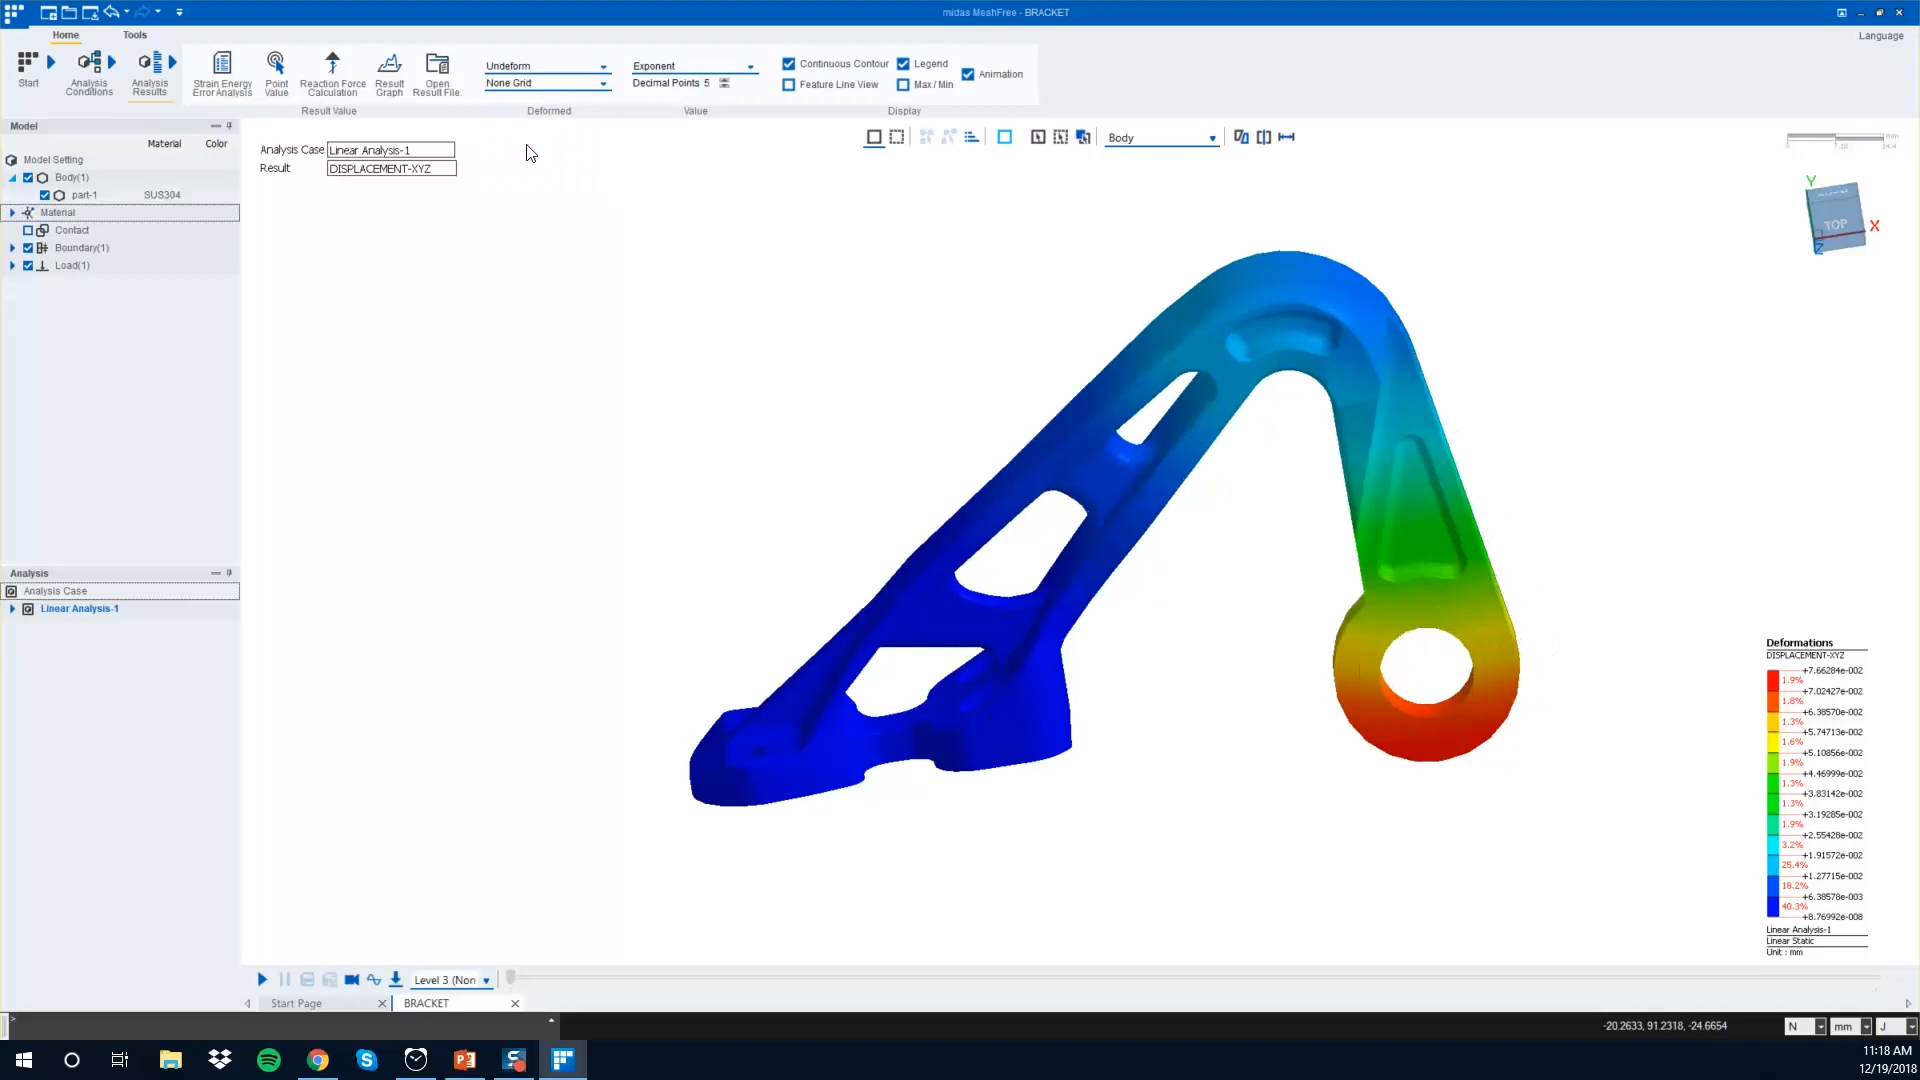 midas MeshFree - BRACKET
Home
Tools
Language
Start
Analysis Conditions
Analysis Results
Strain Energy Error Analysis
Point Value
Reaction Force Calculation
Result Graph
Open Result File.
Result Value
Undeform
None Grid
Deformed
Exponent
Decimal Points 5
Value
Continuous Contour
Legend
Animation
Feature Line View
Max / Min
Display
Model
Material
Color
Model Setting
Body(1)
part-1
SUS304
Material
Contact
Boundary(1)
Load(1)
Analysis Case
Linear Analysis-1
Result
DISPLACEMENT-XYZ
Body
mm
Y
TOP
X
Z
Analysis
Analysis Case
Linear Analysis-1
Deformations
DISPLACEMENT-XYZ
+7.66284e-002
1.9%
+7.02427e-002
1.8%
+6.38570e-002
1.3%
+5.74713e-002
1.6%
+5.10856e-002
1.9%
+4.46999e-002
1.3%
+3.83142e-002
1.3%
+3.19285e-002
1.9%
+2.55428e-002
3.2%
+1.91572e-002
25.4%
+1.27715e-002
18.2%
+6.38578e-003
40.3%
+8.76992e-008
Linear Analysis-1
Linear Static
Unit : mm
Level 3 (Non
Start Page
BRACKET
>
-20.2633, 91.2318, -24.6654
N
mm
J
11:18 AM
12/19/2018